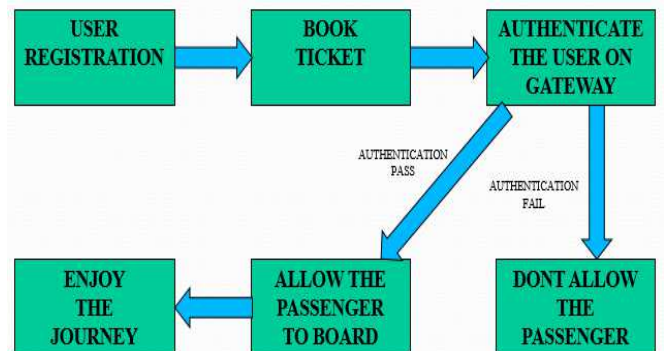 USER
REGISTRATION
BOOK
TICKET
AUTHENTICATE
THE USER ON
GATEWAY
AUTHENTICATION
PASS
AUTHENTICATION
FAIL
ENJOY
THE
JOURNEY
ALLOW THE
PASSENGER
TO BOARD
DONT ALLOW
THE
PASSENGER